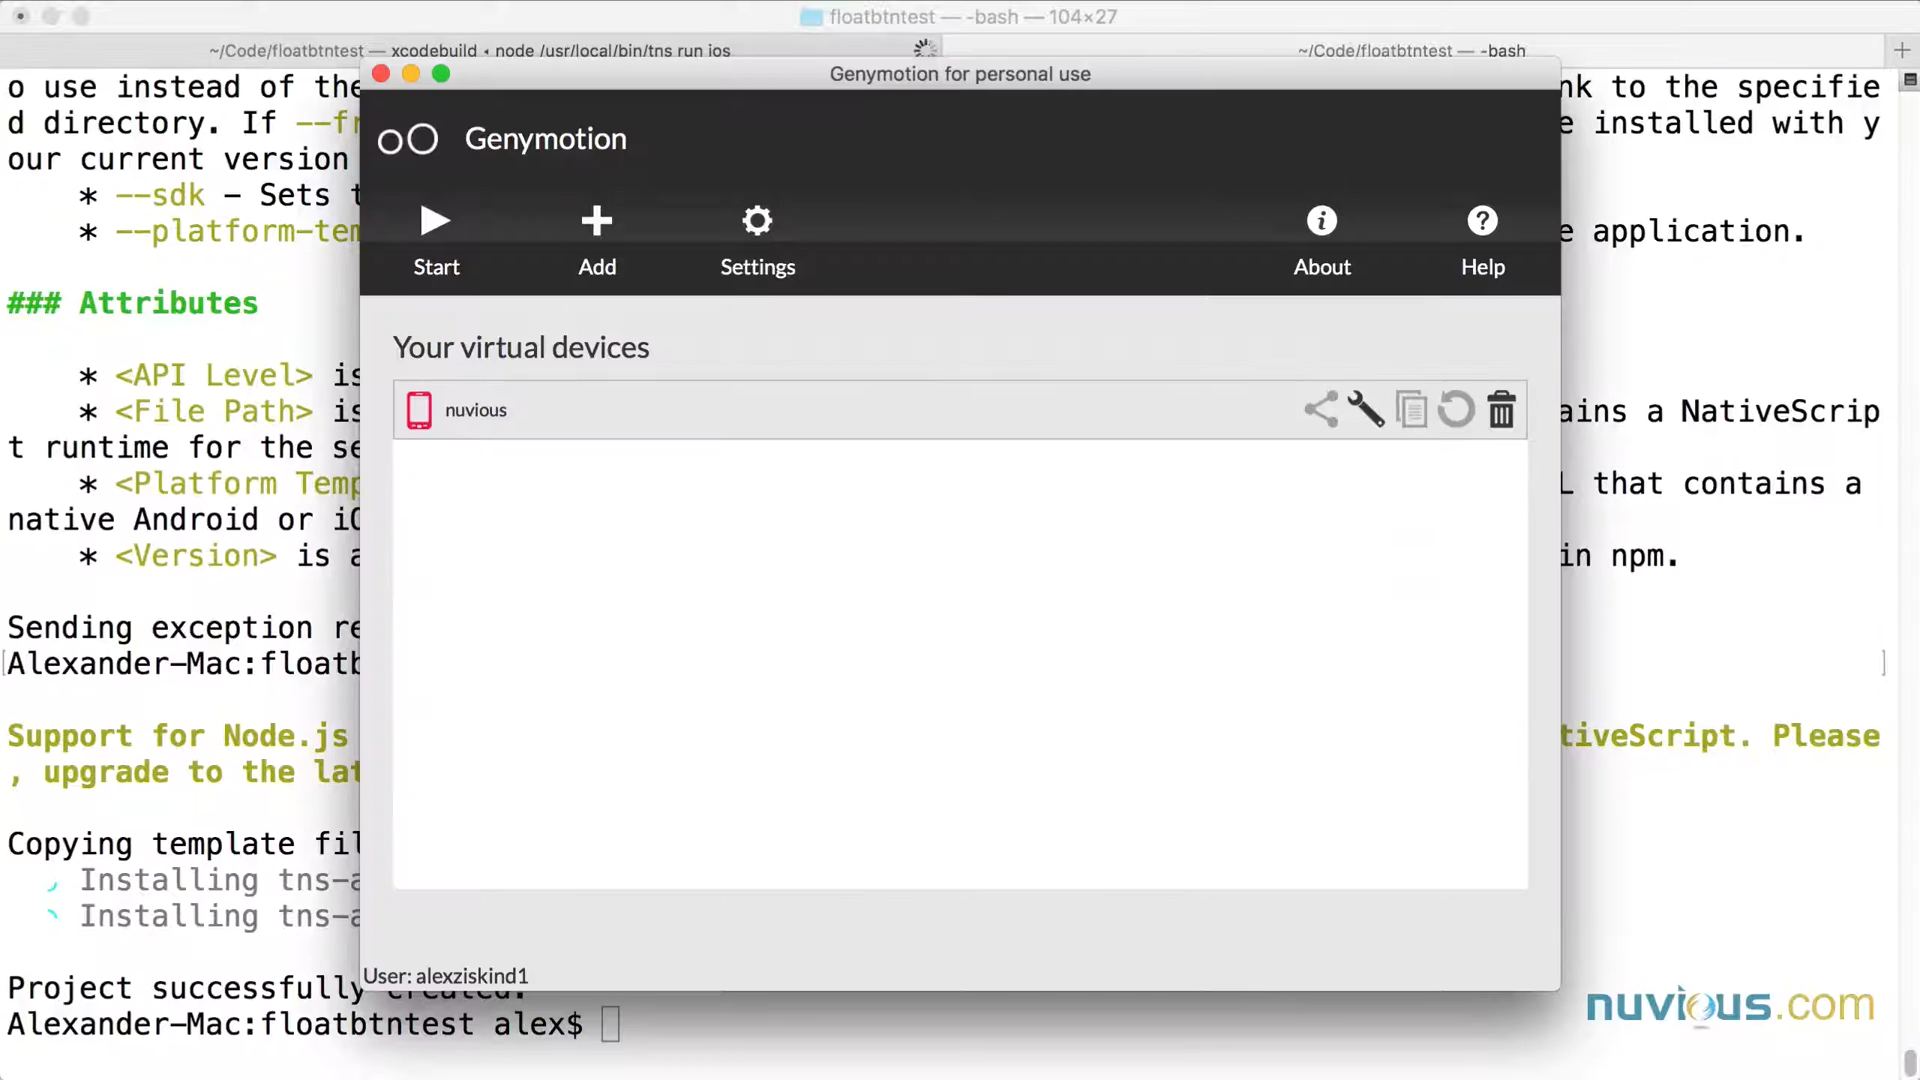 floatbtntest — -bash — 104×27
~/Code/floatbtntest — xcodebuild ◂ node /usr/local/bin/tns run ios
~/Code/floatbtntest — -bash
Genymotion for personal use
Genymotion
Start
Add
Settings
About
Help
Your virtual devices
nuvious
User: alexziskind1
o use instead of the nk to the specifie
d directory. If --fr e installed with y
our current version
* --sdk - Sets t
* --platform-tem e application.
### Attributes
* <API Level> is
* <File Path> is ains a NativeScrip
t runtime for the se
* <Platform Temp L that contains a
native Android or iO
* <Version> is a in npm.
Sending exception re
Alexander-Mac:floatb
Support for Node.js tiveScript. Please
, upgrade to the lat
Copying template fil
Installing tns-a
Installing tns-a
Project successfully created.
Alexander-Mac:floatbtntest alex$
nuvious.com